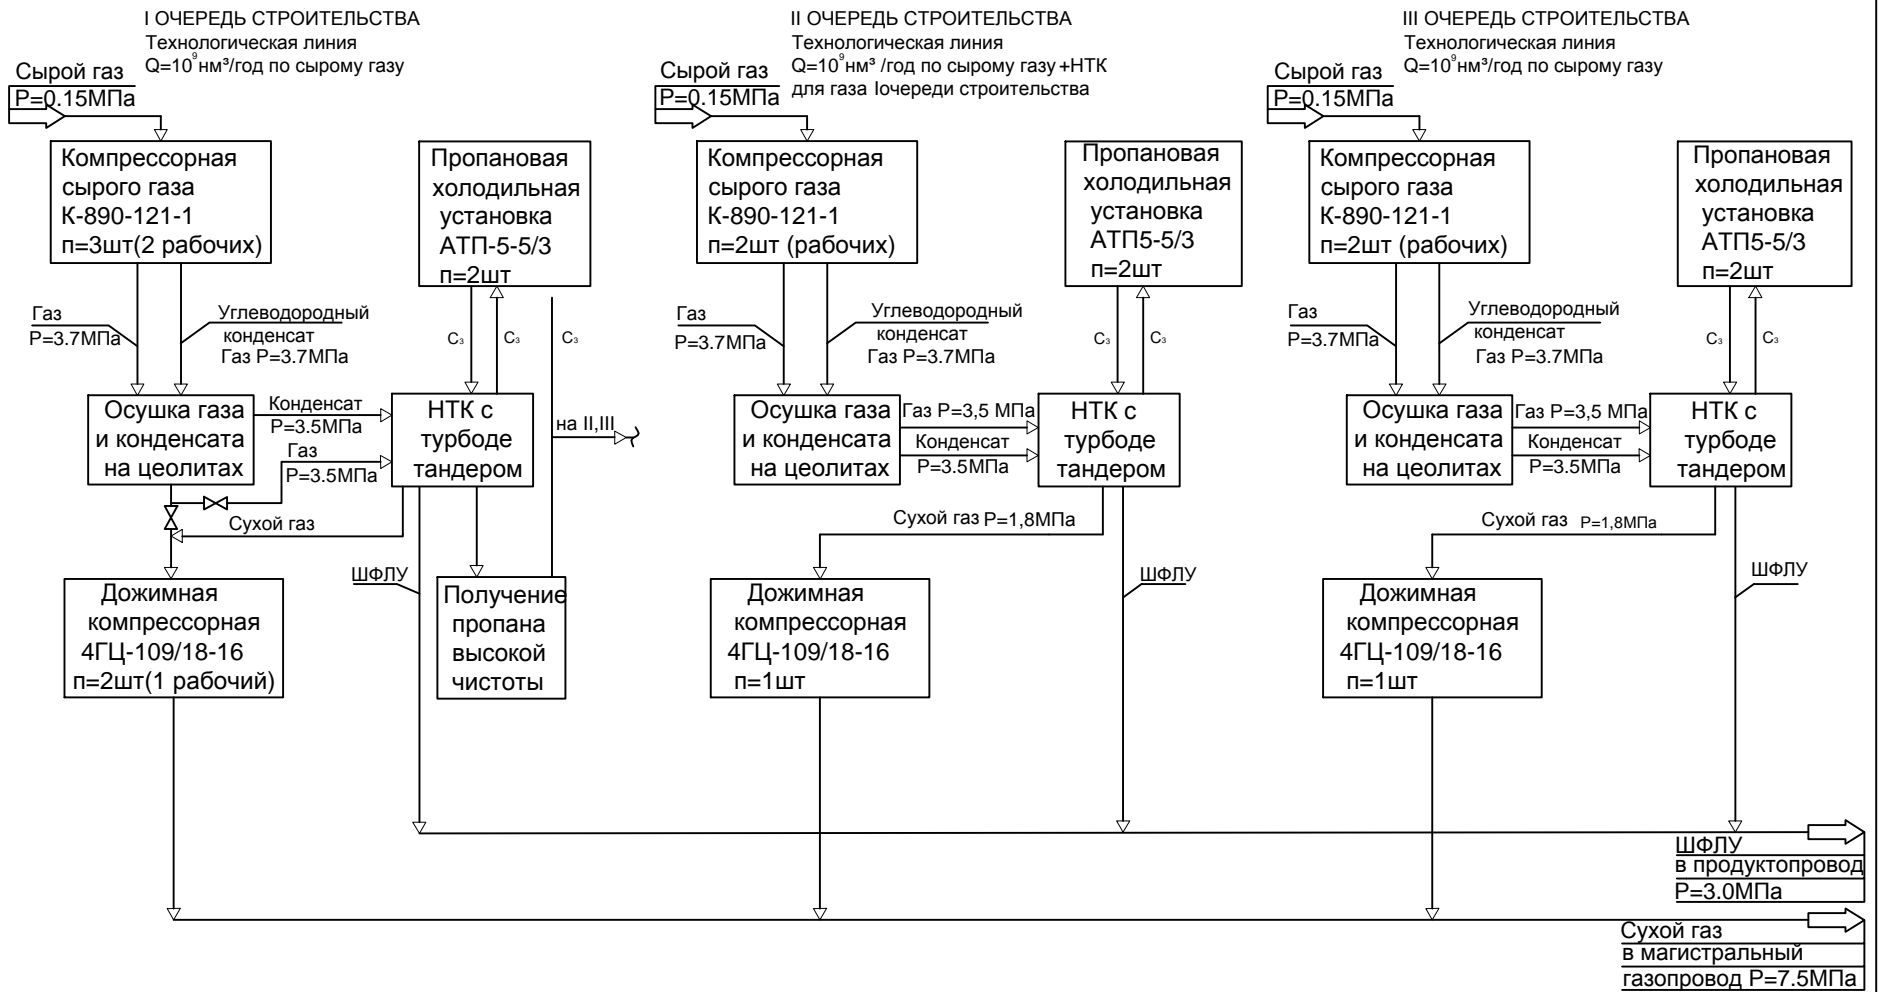 I ОЧЕРЕДЬ СТРОИТЕЛЬСТВА
Технологическая линия
Q=10⁹нм³/год по сырому газу
Сырой газ
Р=0.15МПа
Компрессорная
сырого газа
К-890-121-1
п=3шт(2 рабочих)
Пропановая
холодильная
установка
АТП-5-5/3
п=2шт
Газ
Р=3.7МПа
Углеводородный
конденсат
Газ Р=3.7МПа
С₃
С₃
С₃
Осушка газа
и конденсата
на цеолитах
Конденсат
Р=3.5МПа
Газ
Р=3.5МПа
НТК с
турбоде
тандером
на II,III
Сухой газ
ШФЛУ
Дожимная
компрессорная
4ГЦ-109/18-16
п=2шт(1 рабочий)
Получение
пропана
высокой
чистоты
II ОЧЕРЕДЬ СТРОИТЕЛЬСТВА
Технологическая линия
Q=10⁹нм³ /год по сырому газу+НТК
для газа Iочереди строительства
Сырой газ
Р=0.15МПа
Компрессорная
сырого газа
К-890-121-1
п=2шт (рабочих)
Пропановая
холодильная
установка
АТП5-5/3
п=2шт
Газ
Р=3.7МПа
Углеводородный
конденсат
Газ Р=3.7МПа
С₃
С₃
Осушка газа
и конденсата
на цеолитах
Газ Р=3,5 МПа
Конденсат
Р=3.5МПа
НТК с
турбоде
тандером
Сухой газ Р=1,8МПа
ШФЛУ
Дожимная
компрессорная
4ГЦ-109/18-16
п=1шт
III ОЧЕРЕДЬ СТРОИТЕЛЬСТВА
Технологическая линия
Q=10⁹нм³/год по сырому газу
Сырой газ
Р=0.15МПа
Компрессорная
сырого газа
К-890-121-1
п=2шт (рабочих)
Пропановая
холодильная
установка
АТП5-5/3
п=2шт
Газ
Р=3.7МПа
Углеводородный
конденсат
Газ Р=3.7МПа
С₃
С₃
Осушка газа
и конденсата
на цеолитах
Газ Р=3,5 МПа
Конденсат
Р=3.5МПа
НТК с
турбоде
тандером
Сухой газ Р=1,8МПа
ШФЛУ
Дожимная
компрессорная
4ГЦ-109/18-16
п=1шт
ШФЛУ
в продуктопровод
Р=3.0МПа
Сухой газ
в магистральный
газопровод Р=7.5МПа